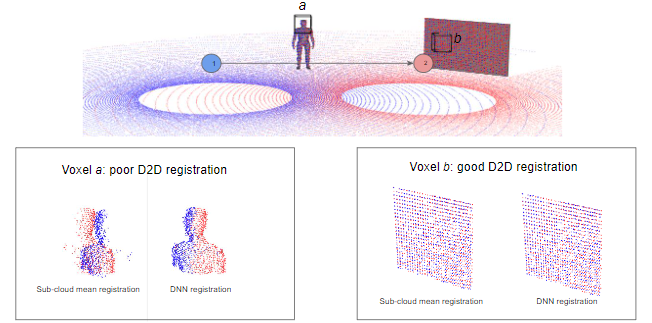 a
b
1
2
Voxel a: poor D2D registration
Sub-cloud mean registration
DNN registration
Voxel b: good D2D registration
Sub-cloud mean registration
DNN registration